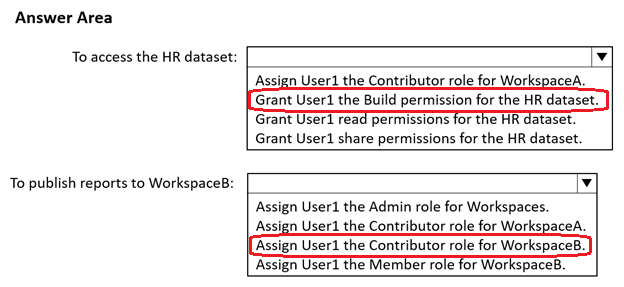 Answer Area
To access the HR dataset:
Assign User1 the Contributor role for WorkspaceA.
Grant User1 the Build permission for the HR dataset.
Grant User1 read permissions for the HR dataset.
Grant User1 share permissions for the HR dataset.
To publish reports to WorkspaceB:
Assign User1 the Admin role for Workspaces.
Assign User1 the Contributor role for WorkspaceA.
Assign User1 the Contributor role for WorkspaceB.
Assign User1 the Member role for WorkspaceB.